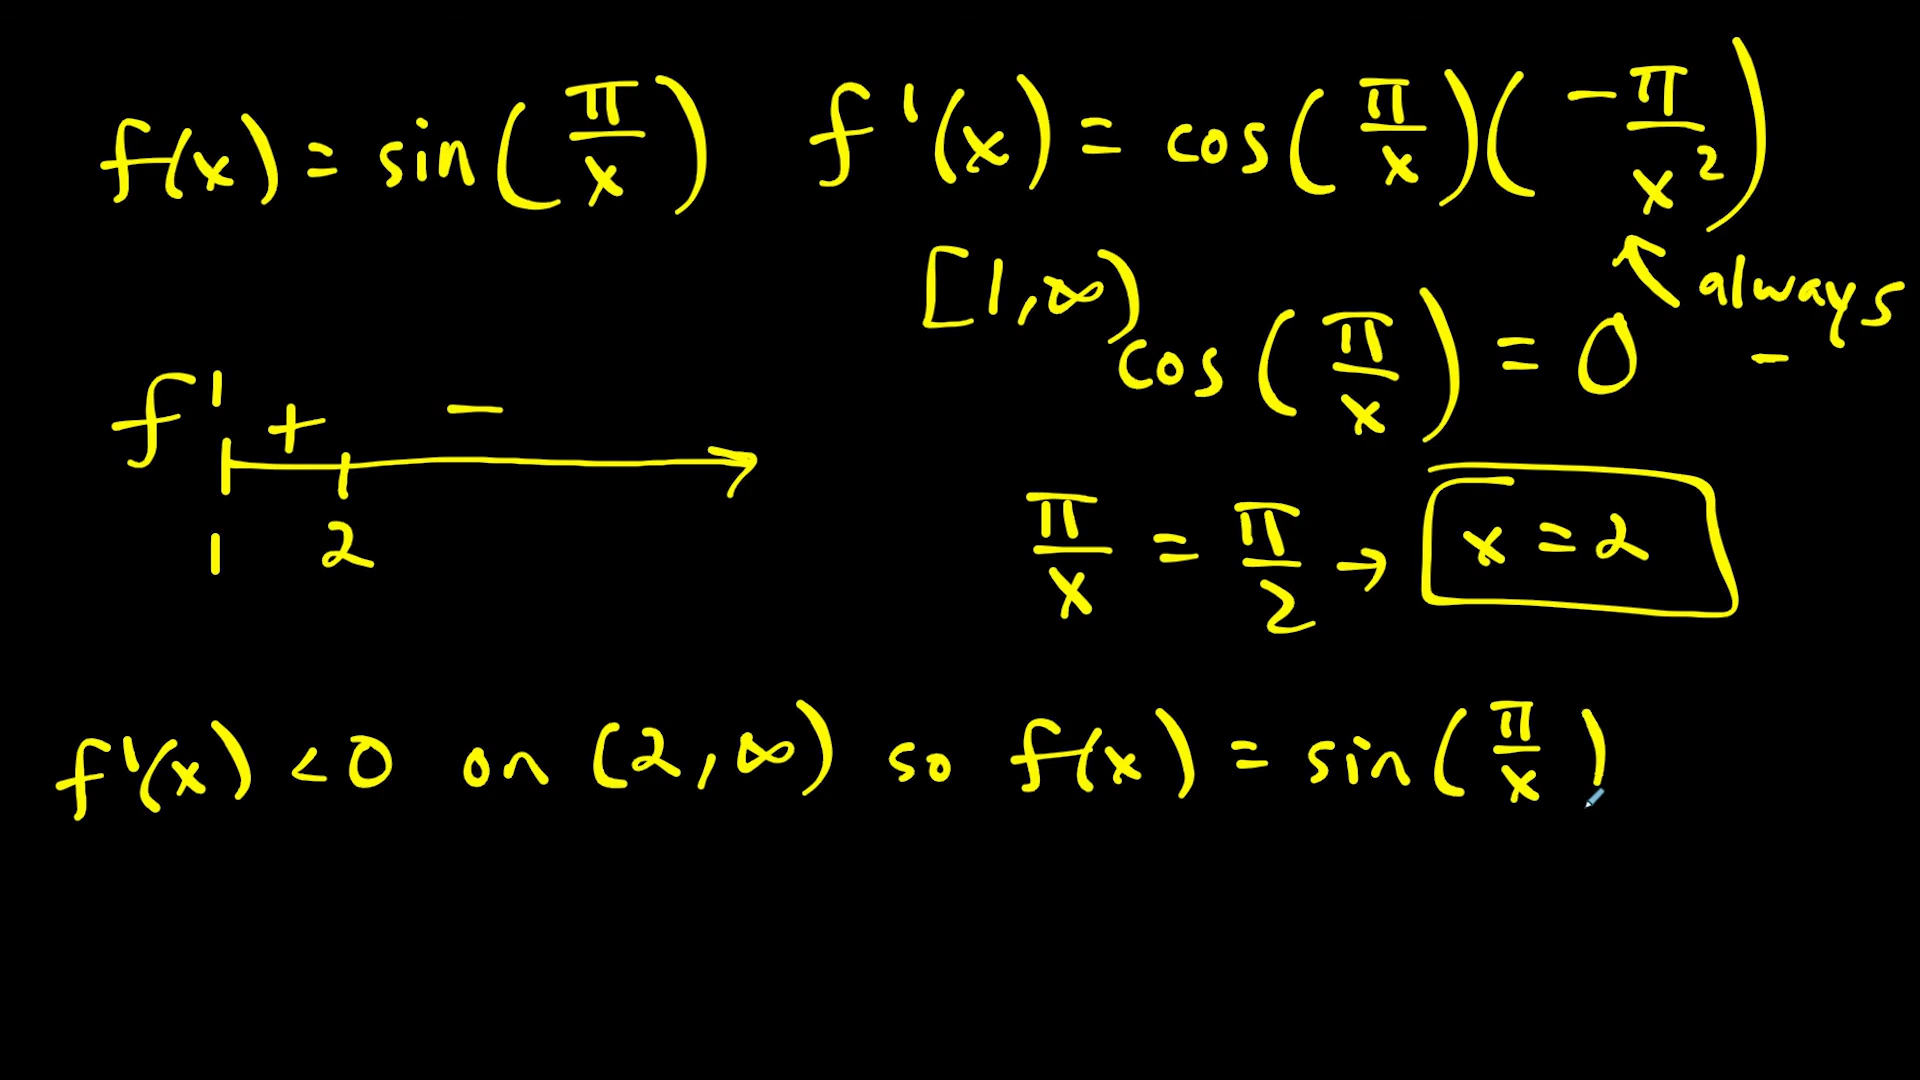 f(x) = sin(π/x) f'(x) = cos(π/x)(-π/x²)
[1,∞) always
cos(π/x) = 0 -
f' + -
1 2
π/x = π/2 → x = 2
f'(x) < 0 on (2,∞) so f(x) = sin(π/x)